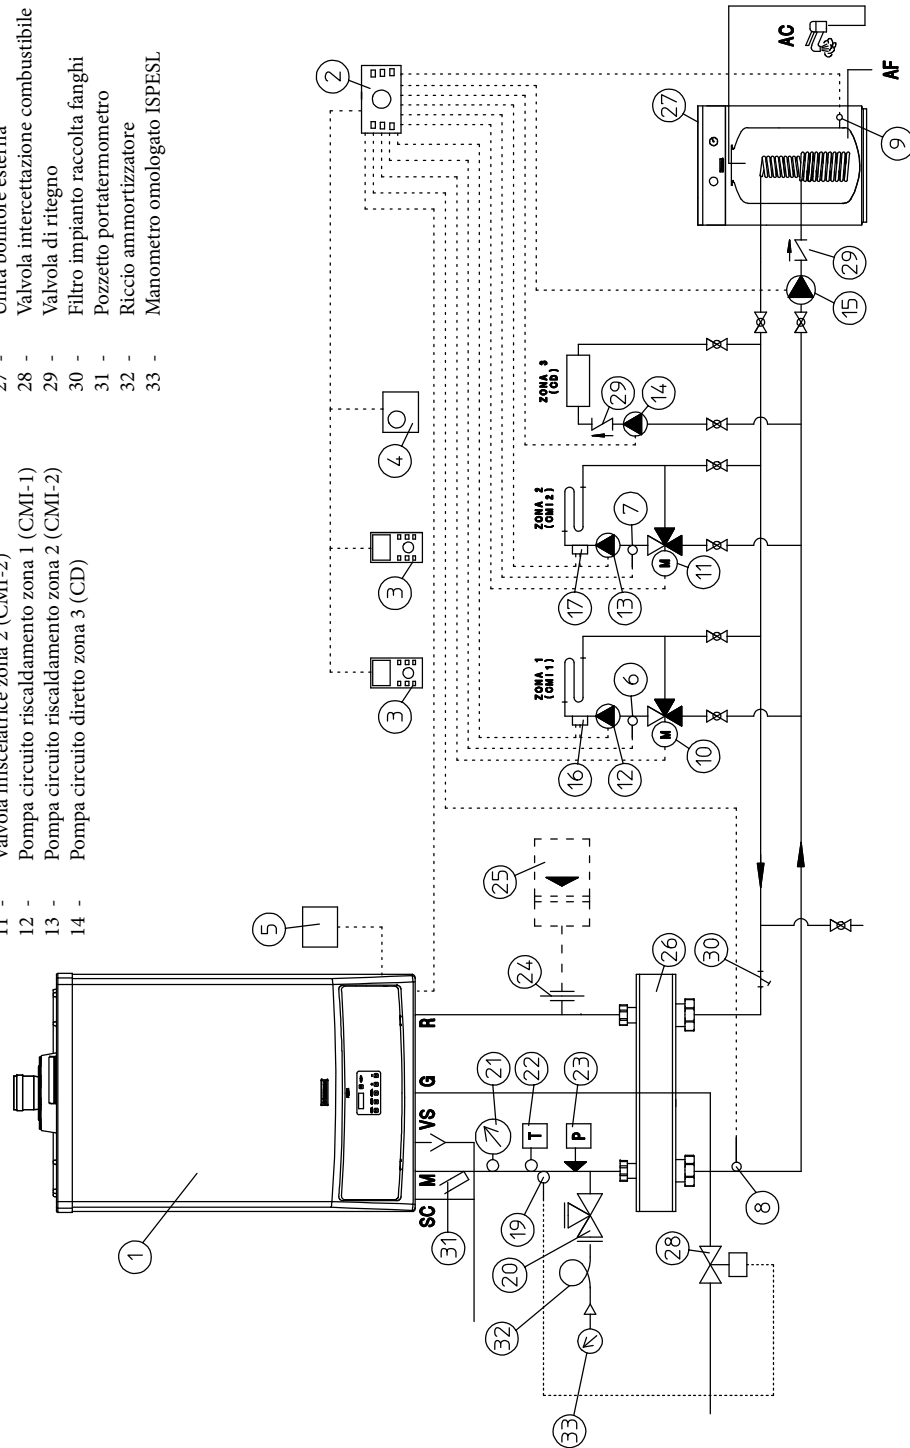 11 - Valvola miscelatrice zona 2 (CMI-2)
12 - Pompa circuito riscaldamento zona 1 (CMI-1)
13 - Pompa circuito riscaldamento zona 2 (CMI-2)
14 - Pompa circuito diretto zona 3 (CD)
27 - Unità bollitore esterna
28 - Valvola intercettazione combustibile
29 - Valvola di ritegno
30 - Filtro impianto raccolta fanghi
31 - Pozzetto portatermometro
32 - Riccio ammortizzatore
33 - Manometro omologato ISPESL
1
5
2
3
3
4
27
AC
AF
9
29
15
ZONA 3
(CD)
29
14
ZONA 2
(CMI2)
17
13
7
M
11
ZONA 1
(CMI1)
16
12
6
M
10
25
24
26
30
SC
M
VS
G
R
31
21
22
T
23
P
19
20
32
33
28
8